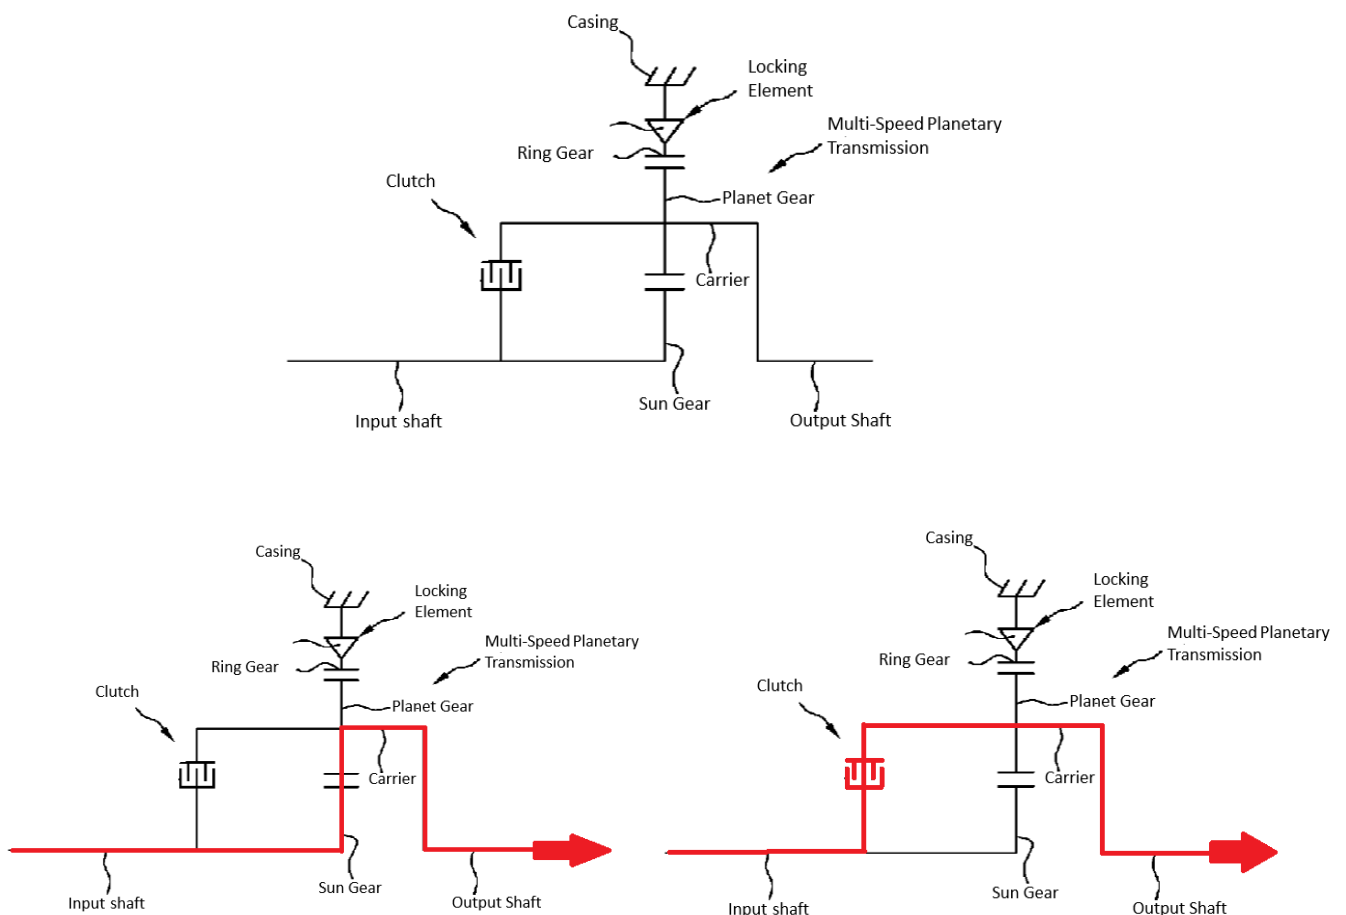 Casing
Locking
Element
Multi-Speed Planetary
Transmission
Ring Gear
Clutch
Planet Gear
Carrier
Sun Gear
Input shaft
Output Shaft
Casing
Locking
Element
Multi-Speed Planetary
Transmission
Ring Gear
Clutch
Planet Gear
Carrier
Sun Gear
Input shaft
Output Shaft
Casing
Locking
Element
Multi-Speed Planetary
Transmission
Ring Gear
Clutch
Planet Gear
Carrier
Sun Gear
Input shaft
Output Shaft